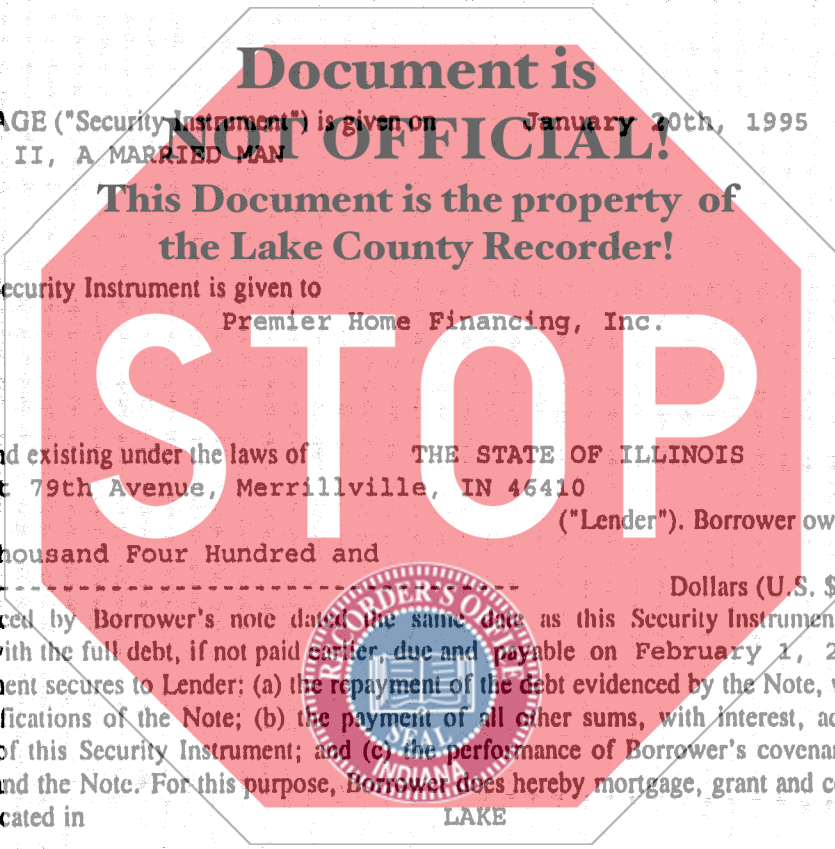 Document is
AGE ("Security Instrument") is given on January 20th, 1995
NOT OFFICIAL!
II, A MARRIED MAN
This Document is the property of
the Lake County Recorder!
ecurity Instrument is given to
Premier Home Financing, Inc.
STOP
nd existing under the laws of THE STATE OF ILLINOIS
t 79th Avenue, Merrillville, IN 46410
("Lender"). Borrower ow
housand Four Hundred and
---------------------------------------- Dollars (U.S. $
ced by Borrower's note dated the same date as this Security Instrumen
ith the full debt, if not paid earlier, due and payable on February 1, 2
ent secures to Lender: (a) the repayment of the debt evidenced by the Note,
fications of the Note; (b) the payment of all other sums, with interest, ad
of this Security Instrument; and (c) the performance of Borrower's covenan
nd the Note. For this purpose, Borrower does hereby mortgage, grant and c
cated in LAKE
RECORDER'S OFFICE
SEAL
INDIANA